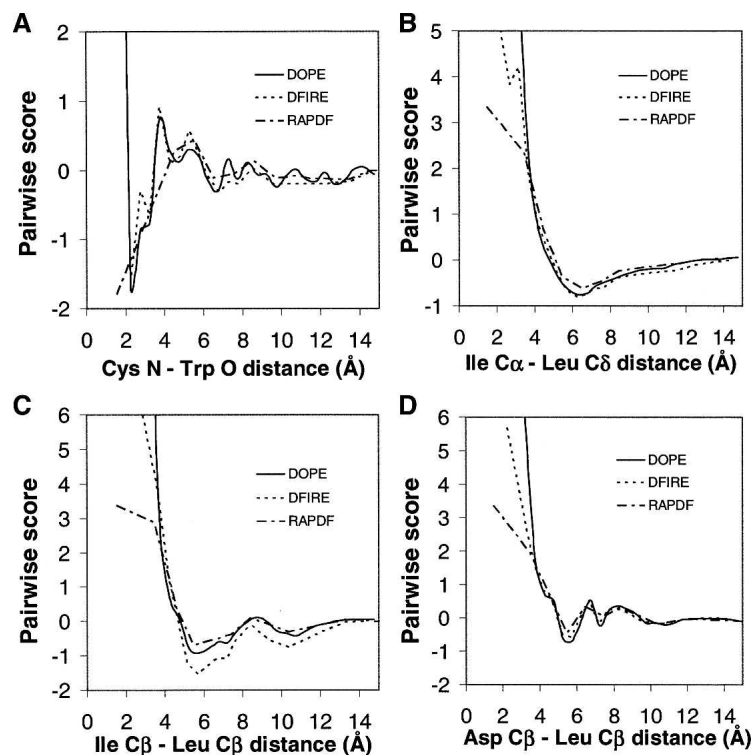 A
2
1
0
-1
-2
Pairwise score
DOPE
DFIRE
RAPDF
0 2 4 6 8 10 12 14
Cys N - Trp O distance (Å)
B
5
4
3
2
1
0
-1
Pairwise score
DOPE
DFIRE
RAPDF
0 2 4 6 8 10 12 14
Ile Cα - Leu Cδ distance (Å)
C
6
5
4
3
2
1
0
-1
-2
Pairwise score
DOPE
DFIRE
RAPDF
0 2 4 6 8 10 12 14
Ile Cβ - Leu Cβ distance (Å)
D
6
5
4
3
2
1
0
-1
-2
Pairwise score
DOPE
DFIRE
RAPDF
0 2 4 6 8 10 12 14
Asp Cβ - Leu Cβ distance (Å)